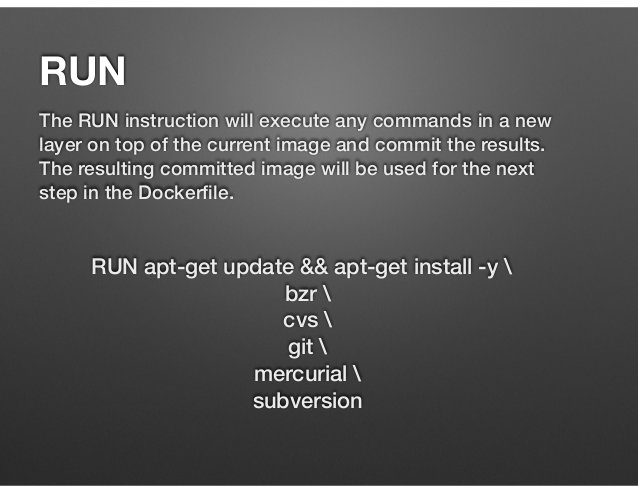 RUN
The RUN instruction will execute any commands in a new
layer on top of the current image and commit the results.
The resulting committed image will be used for the next
step in the Dockerfile.
RUN apt-get update && apt-get install -y \
bzr \
cvs \
git \
mercurial \
subversion